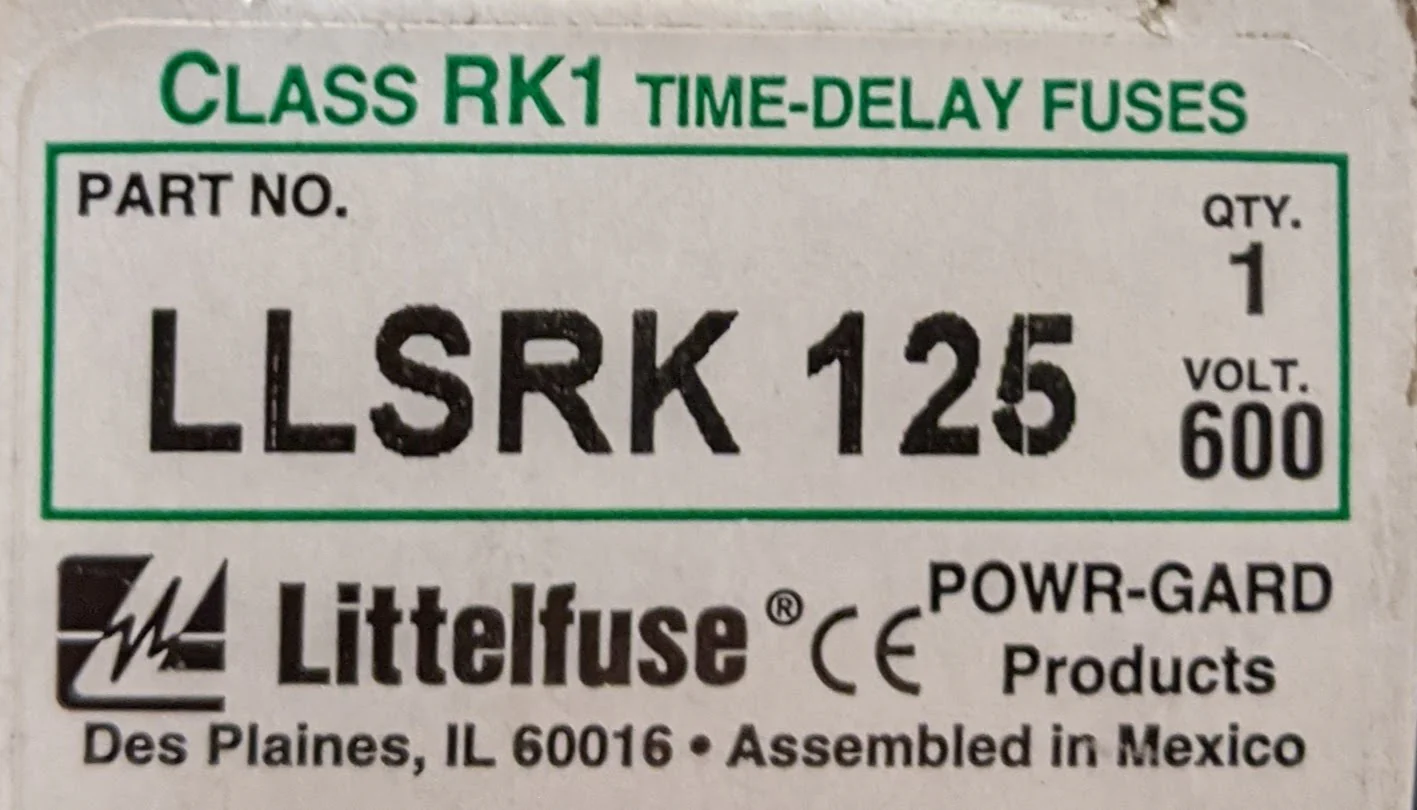 CLASS RK1 TIME-DELAY FUSES
PART NO.
QTY.
1
LLSRK 125
VOLT.
600
Littelfuse® CE POWR-GARD
Products
Des Plaines, IL 60016 • Assembled in Mexico